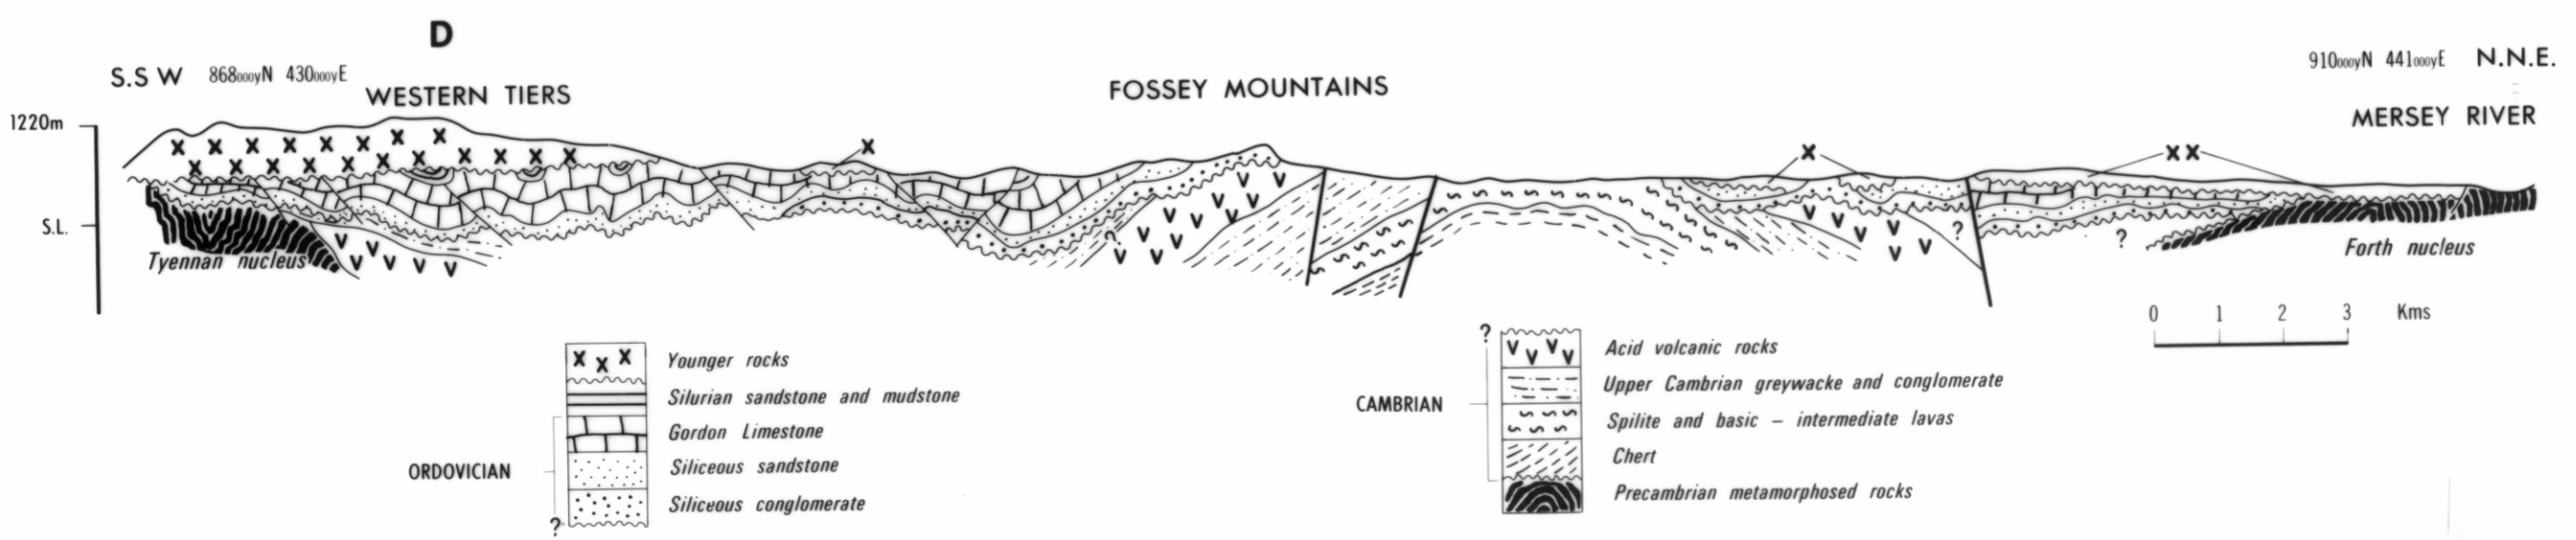 D
S.S W 868000yN 430000yE
910000yN 441000yE N.N.E.
WESTERN TIERS
FOSSEY MOUNTAINS
MERSEY RIVER
1220m
X
X
XX
S.L.
?
?
?
Tyennan nucleus
Forth nucleus
0 1 2 3 Kms
X X X Younger rocks
Silurian sandstone and mudstone
Gordon Limestone
ORDOVICIAN
Siliceous sandstone
Siliceous conglomerate
?
?
V V V V Acid volcanic rocks
Upper Cambrian greywacke and conglomerate
CAMBRIAN
Spilite and basic – intermediate lavas
Chert
Precambrian metamorphosed rocks